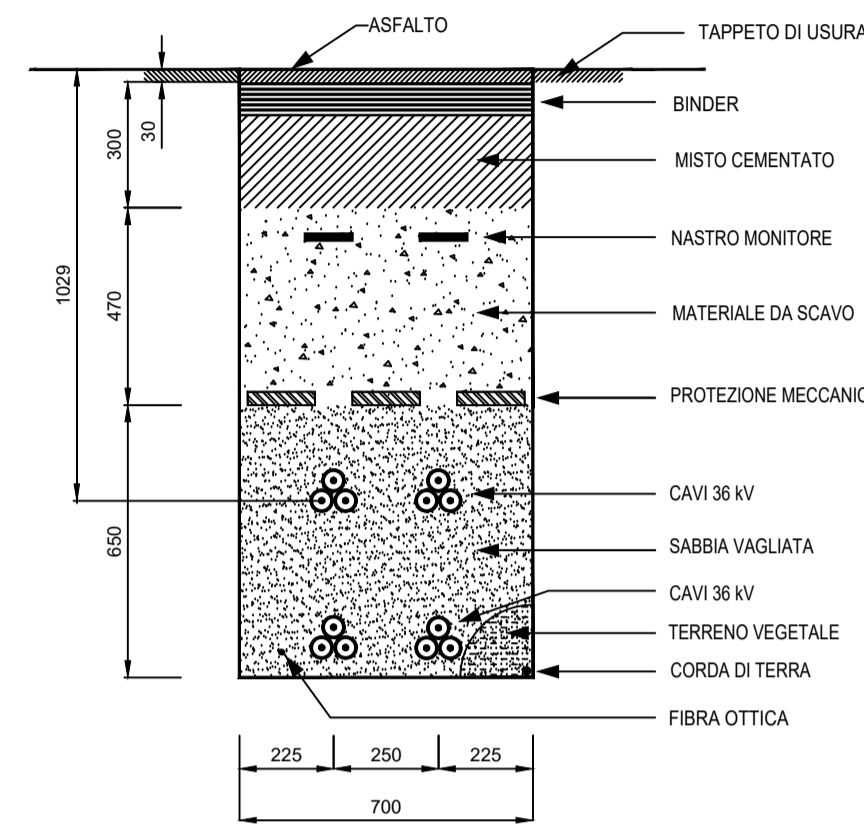 ASFALTO
TAPPETO DI USURA
BINDER
MISTO CEMENTATO
NASTRO MONITORE
MATERIALE DA SCAVO
PROTEZIONE MECCANIC
CAVI 36 kV
SABBIA VAGLIATA
CAVI 36 kV
TERRENO VEGETALE
CORDA DI TERRA
FIBRA OTTICA
30
300
470
1029
650
225 250 225
700